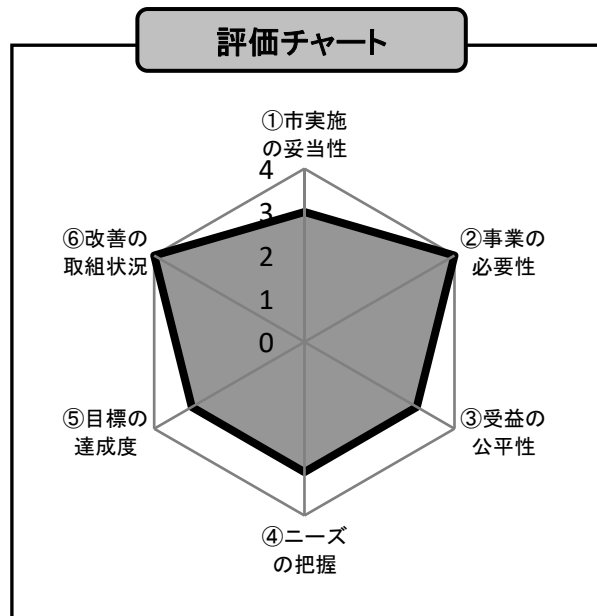 評価チャート
①市実施
の妥当性
4
3
2
1
0
②事業の
必要性
③受益の
公平性
④ニーズ
の把握
⑤目標の
達成度
⑥改善の
取組状況